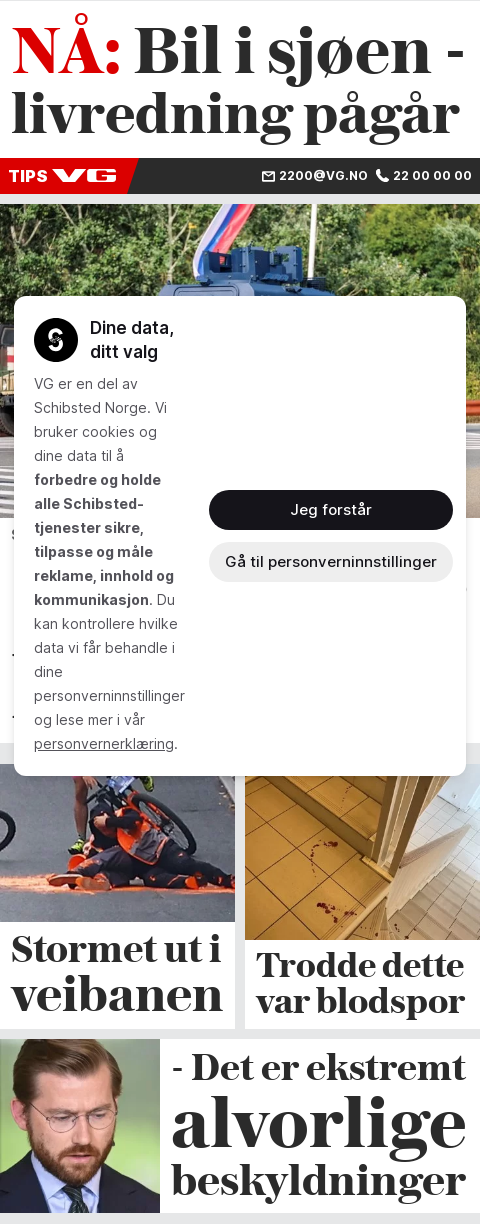 NÅ: Bil i sjøen -
livredning pågår
TIPS VG
2200@VG.NO 22 00 00 00
Dine data,
ditt valg
VG er en del av
Schibsted Norge. Vi
bruker cookies og
dine data til å
forbedre og holde
alle Schibsted-
tjenester sikre,
tilpasse og måle
reklame, innhold og
kommunikasjon. Du
kan kontrollere hvilke
data vi får behandle i
dine
personverninnstillinger
og lese mer i vår
personvernerklæring.
Jeg forstår
Gå til personverninnstillinger
Stormet ut i
veibanen
Trodde dette
var blodspor
- Det er ekstremt
alvorlige
beskyldninger